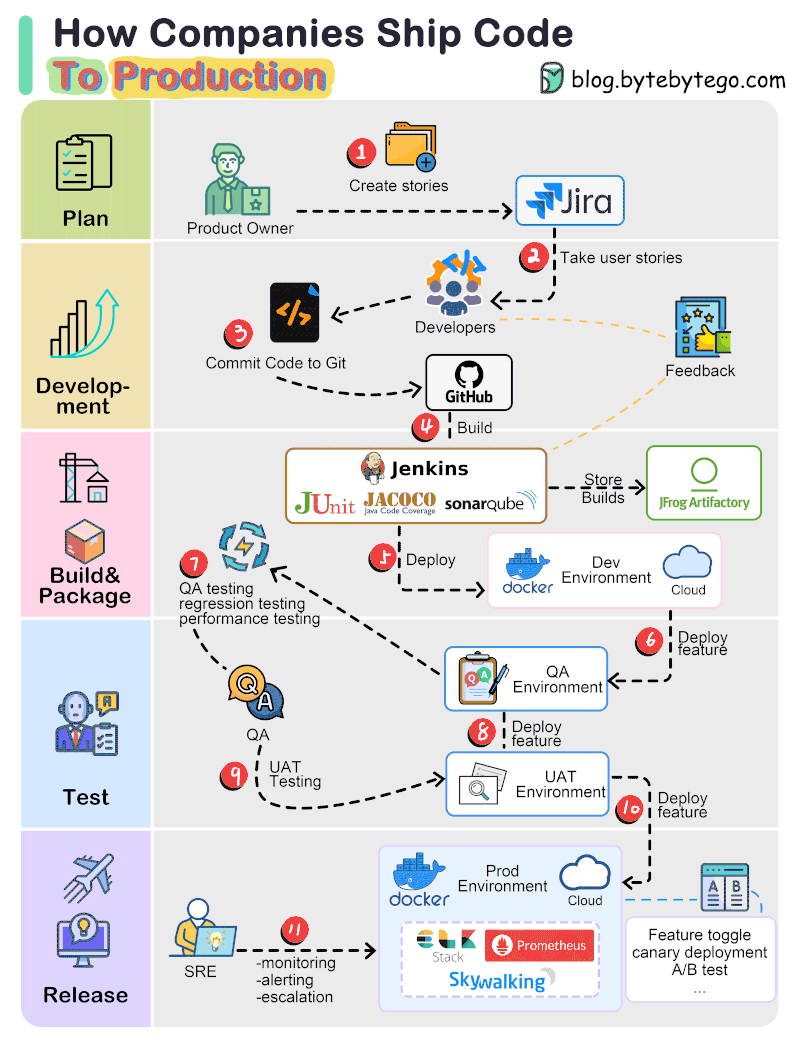 How Companies Ship Code
To Production
blog.bytebytego.com
Plan
Product Owner
1
Create stories
Jira
2
Take user stories
Develop-
ment
Developers
3
Commit Code to Git
GitHub
Feedback
4
Build
Build&
Package
Jenkins
JUnit
JACOCO
Java Code Coverage
sonarqube
Store
Builds
JFrog Artifactory
5
Deploy
docker
Dev
Environment
Cloud
7
QA testing
regression testing
performance testing
6
Deploy
feature
Test
A
Q A
QA
Environment
Q A
QA
8
Deploy
feature
9
UAT
Testing
UAT
Environment
10
Deploy
feature
Release
SRE
11
-monitoring
-alerting
-escalation
docker
Prod
Environment
Cloud
ELK
Stack
Prometheus
Skywalking
A B
Feature toggle
canary deployment
A/B test
...